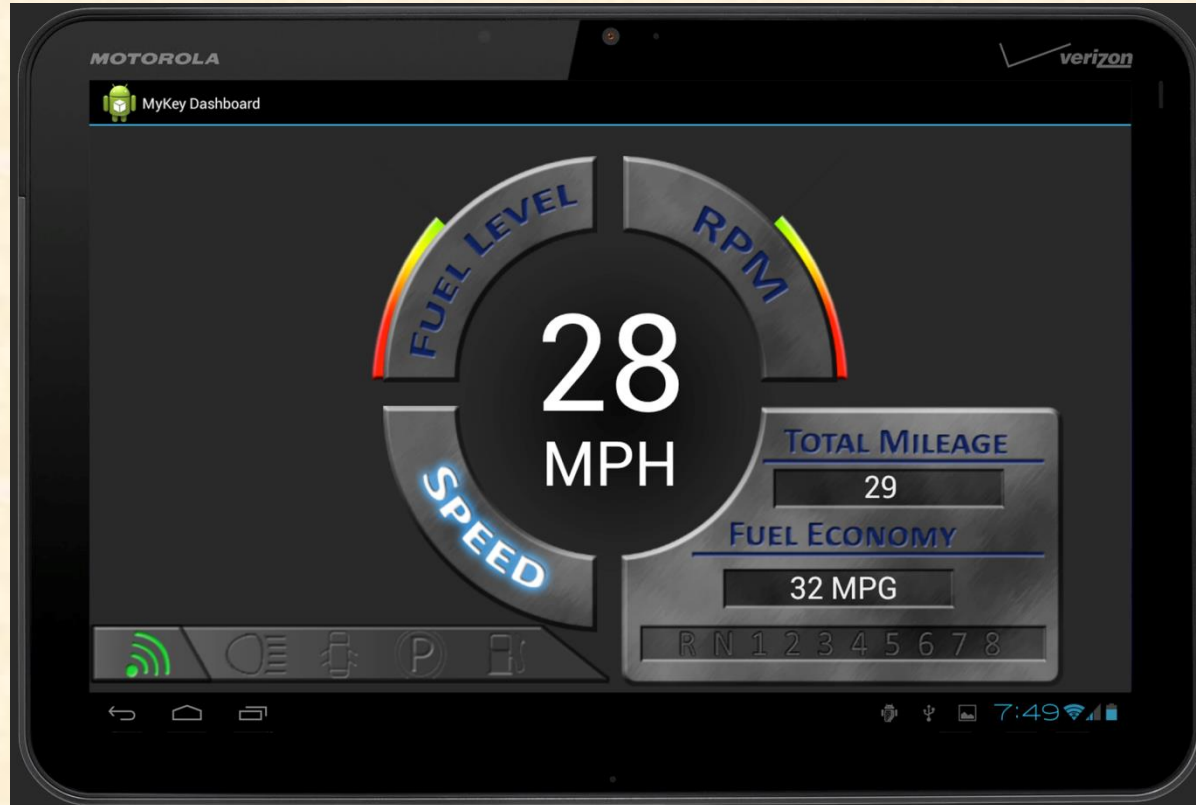 MOTOROLA
verizon
MyKey Dashboard
FUEL LEVEL
RPM
28
MPH
SPEED
TOTAL MILEAGE
29
FUEL ECONOMY
32 MPG
R N 1 2 3 4 5 6 7 8
P
7:49